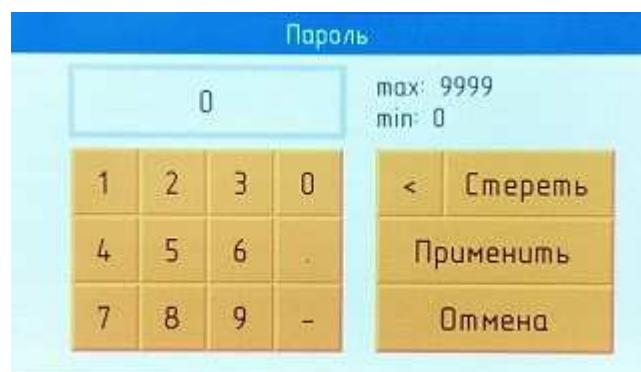 Пароль
0
max: 9999
min: 0
1 2 3 0 < Стереть
4 5 6 . Применить
7 8 9 - Отмена